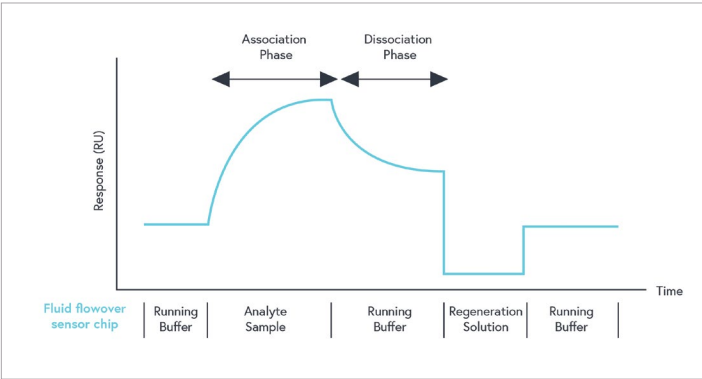 Association
Phase
Dissociation
Phase
Response (RU)
Time
Fluid flowover
sensor chip
Running
Buffer
Analyte
Sample
Running
Buffer
Regeneration
Solution
Running
Buffer